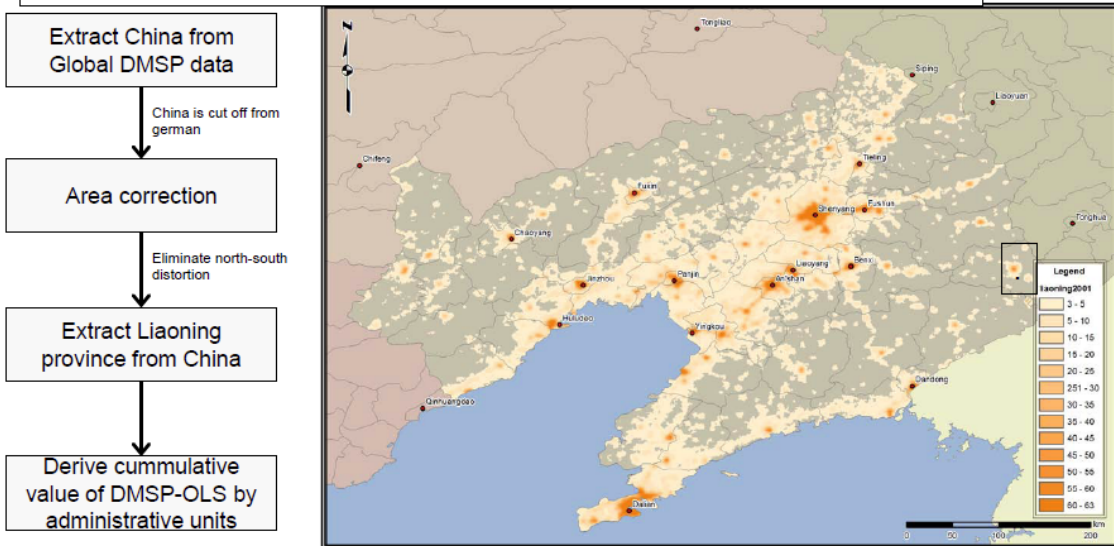 Extract China from
Global DMSP data
China is cut off from
german
Area correction
Eliminate north-south
distortion
Extract Liaoning
province from China
Derive cummulative
value of DMSP-OLS by
administrative units
N
Tongliao
Siping
Liaoyuan
Chifeng
Tieling
Fuxin
Shenyang
Fushun
Tonghua
Chaoyang
Jinzhou
Panjin
Liaoyang
Benxi
Anshan
Huludao
Yingkou
Dandong
Qinhuangdao
Dalian
Legend
liaoning2001
3 - 5
5 - 10
10 - 15
15 - 20
20 - 25
251 - 30
30 - 35
35 - 40
40 - 45
45 - 50
50 - 55
55 - 60
60 - 63
km
0 50 100 200